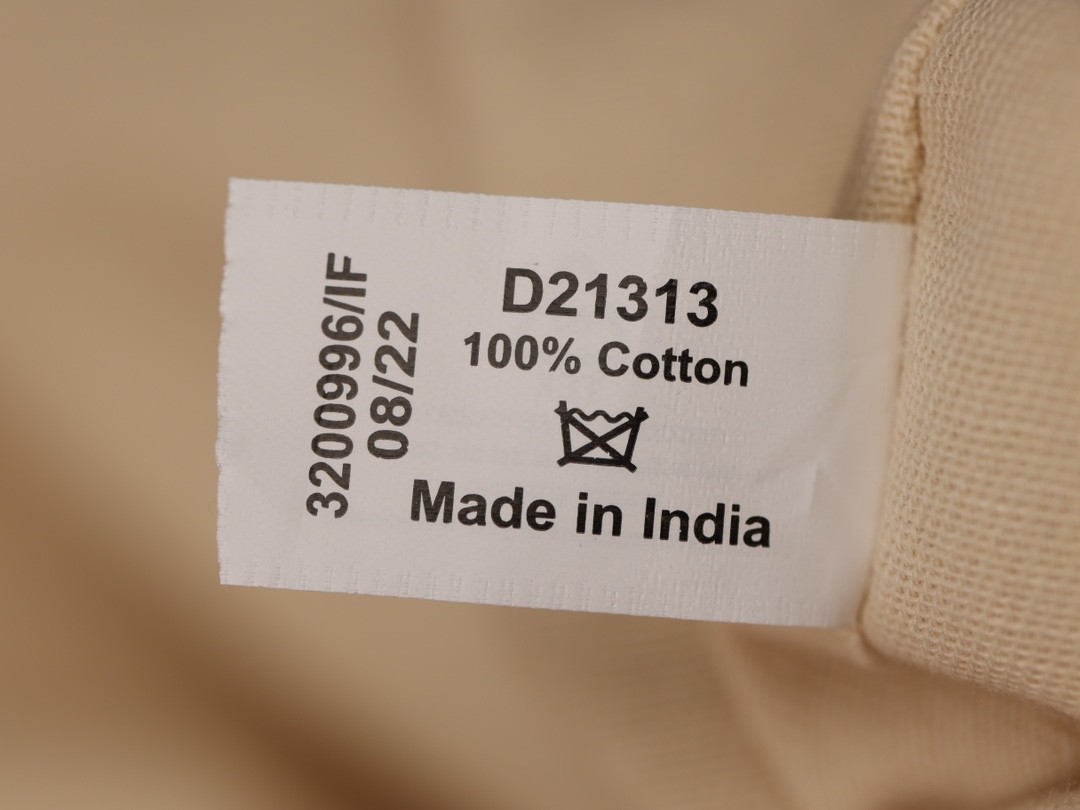 3200996/IF
08/22
D21313
100% Cotton
Made in India